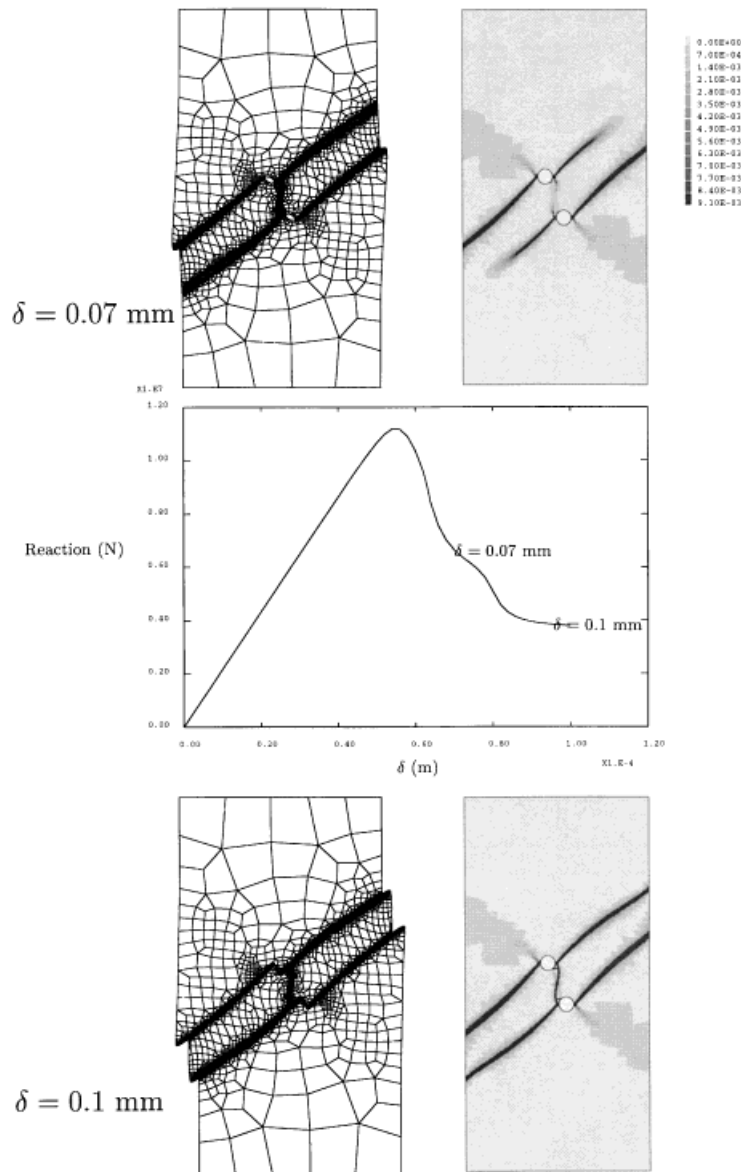 0.00E+00
7.00E-04
1.40E-03
2.10E-03
2.80E-03
3.50E-03
4.20E-03
4.90E-03
5.60E-03
6.30E-03
7.00E-03
7.70E-03
8.40E-03
9.10E-03
δ = 0.07 mm
X1.E7
1.20
1.00
0.80
0.60
0.40
0.20
0.00
Reaction (N)
δ = 0.07 mm
δ = 0.1 mm
0.00 0.20 0.40 0.60 0.80 1.00 1.20
δ (m)
X1.E-4
δ = 0.1 mm